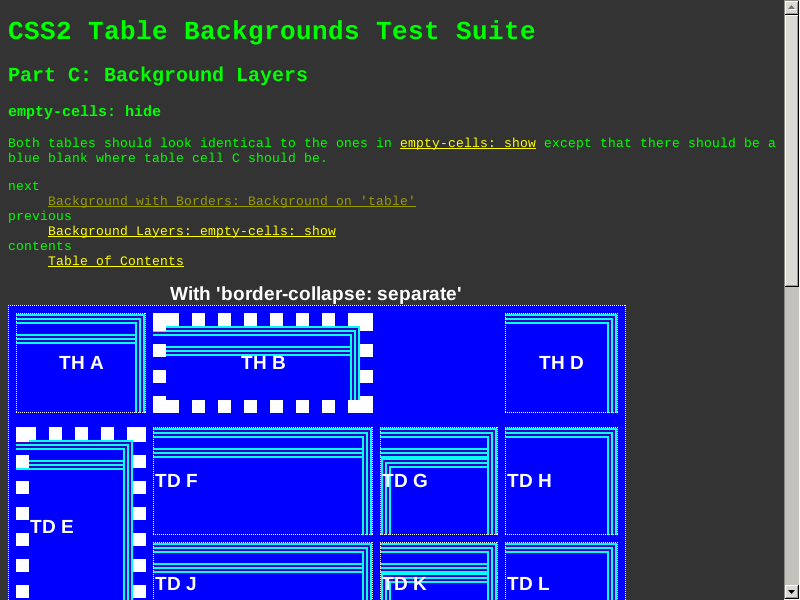 CSS2 Table Backgrounds Test Suite
Part C: Background Layers
empty-cells: hide
Both tables should look identical to the ones in empty-cells: show except that there should be a
blue blank where table cell C should be.
next
Background with Borders: Background on 'table'
previous
Background Layers: empty-cells: show
contents
Table of Contents
With 'border-collapse: separate'
TH A TH B TH D
TD F TD G TD H
TD E
TD J TD K TD L